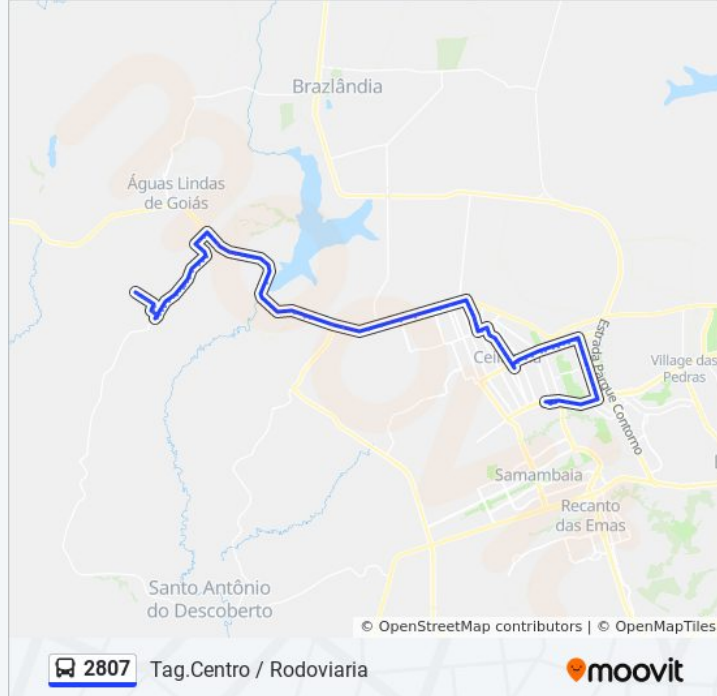 Brazlândia
Águas Lindas
de Goiás
Estrada Parque Contorno
Village das
Pedras
Samambaia
Recanto
das Emas
Santo Antônio
do Descoberto
© OpenStreetMap contributors | © OpenMapTiles
2807 Tag.Centro / Rodoviaria
moovit